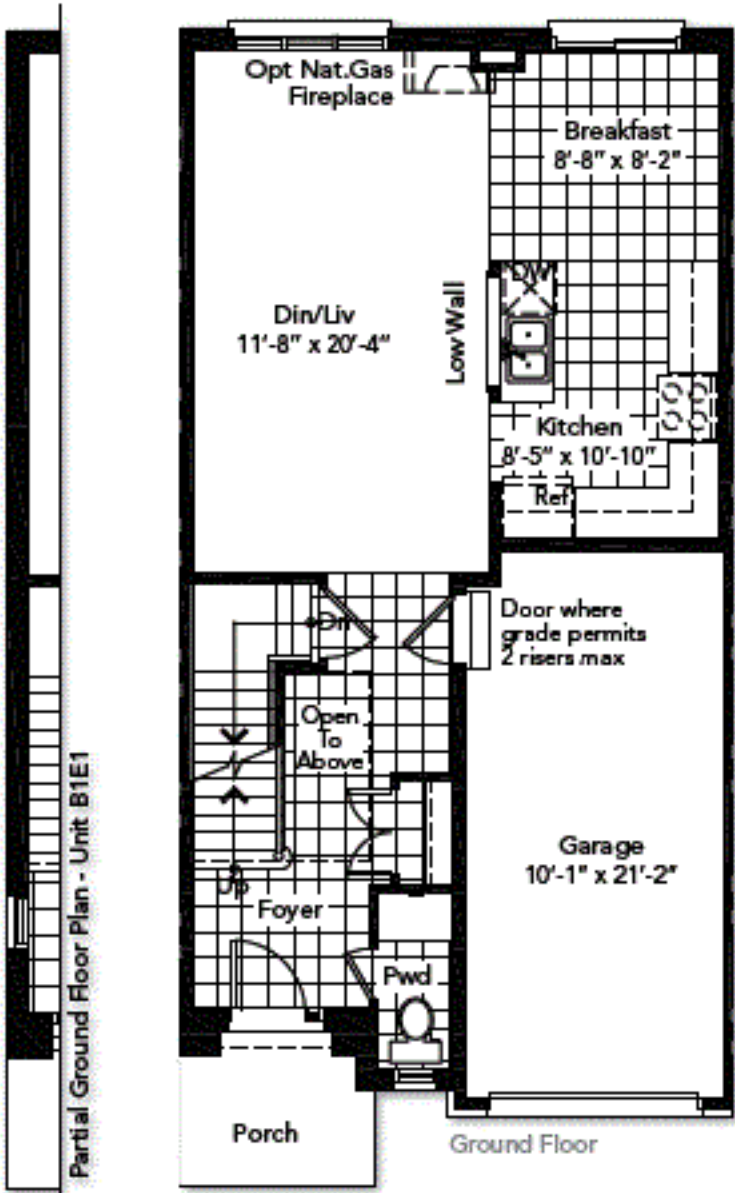 Opt Nat.Gas
Fireplace
Breakfast
8'-8" x 8'-2"
DW
Din/Liv
11'-8" x 20'-4"
Low Wall
Kitchen
8'-5" x 10'-10"
Ref
Dn
Door where
grade permits
2 risers max
Open
To
Above
Garage
10'-1" x 21'-2"
Up
Foyer
Pwd
Porch
Ground Floor
Partial Ground Floor Plan - Unit B1E1